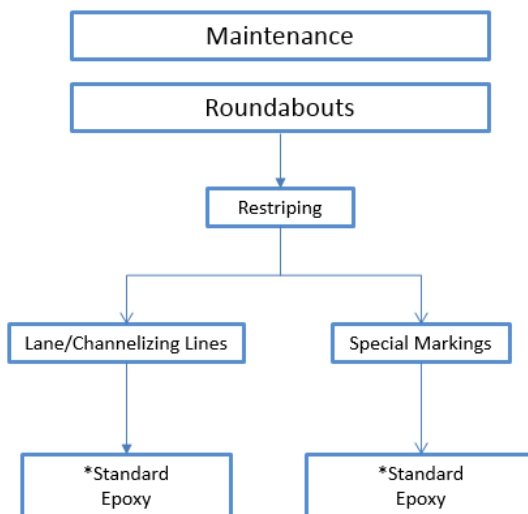 Maintenance
Roundabouts
Restriping
Lane/Channelizing Lines
Special Markings
*Standard
Epoxy
*Standard
Epoxy